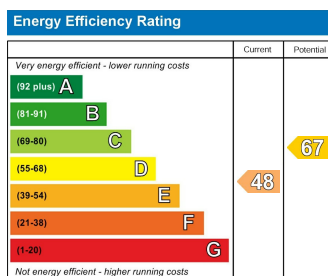 Energy Efficiency Rating
Current Potential
Very energy efficient - lower running costs
(92 plus) A
(81-91) B
(69-80) C
(55-68) D
(39-54) E
(21-38) F
(1-20) G
67
48
Not energy efficient - higher running costs